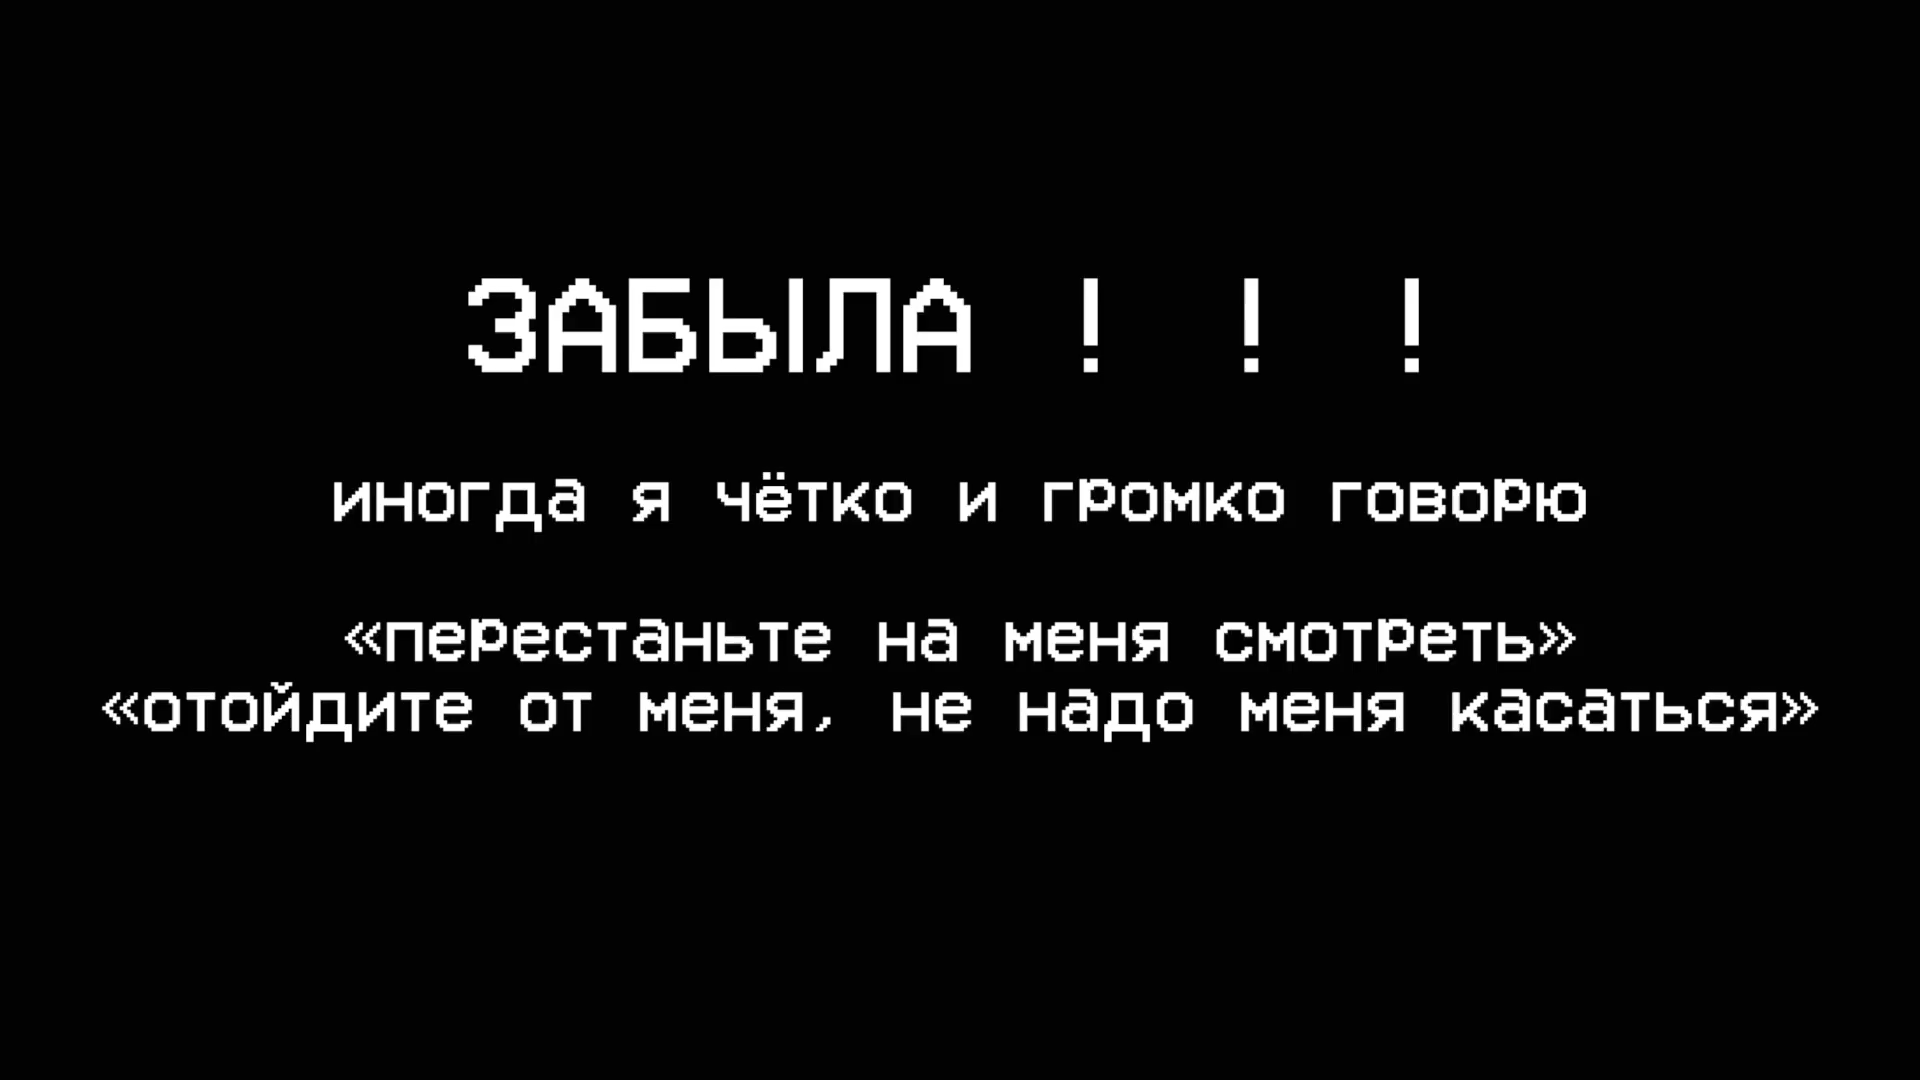 ЗАБЫЛА ! ! !
иногда я чётко и громко говорю
«перестаньте на меня смотреть»
«отойдите от меня, не надо меня касаться»